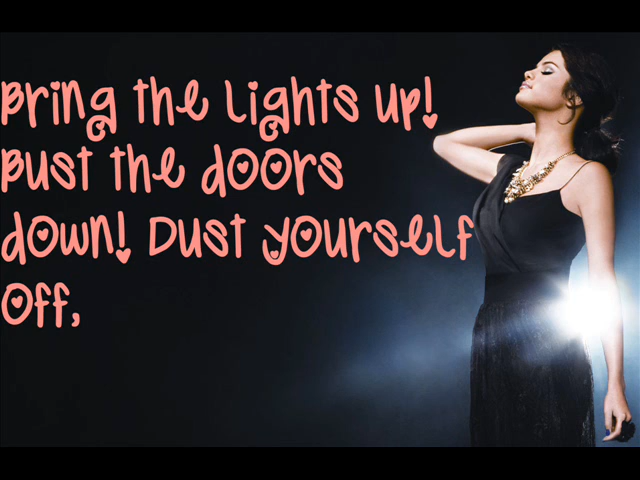 Bring the lights up!
Bust the doors
down! Dust yourself
off,